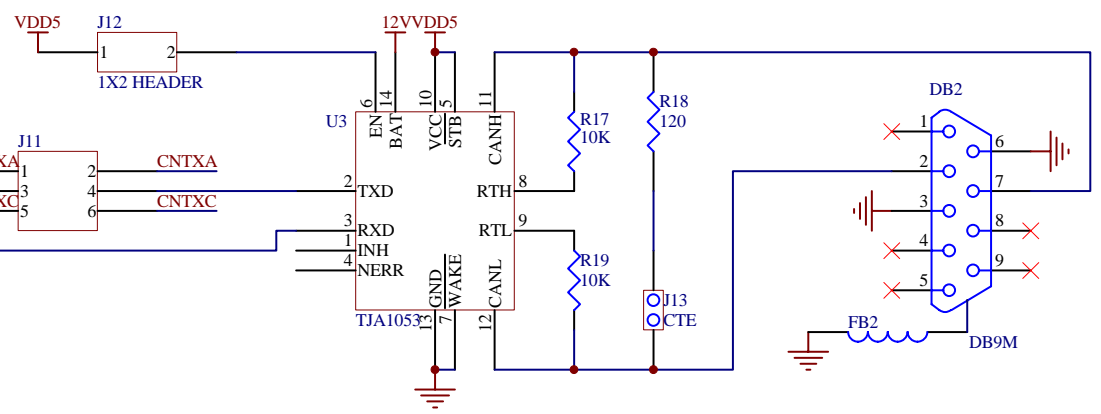 VDD5
J12
1
2
1X2 HEADER
12V
VDD5
6
14
10
5
11
EN
BAT
VCC
STB
CANH
U3
R17
10K
R18
120
DB2
1
2
3
4
5
6
7
8
9
J11
XA
1
2
CNTXA
3
4
XC
5
6
CNTXC
2
TXD
3
RXD
1
INH
4
NERR
RTH
8
RTL
9
R19
10K
GND
WAKE
CANL
13
7
12
TJA1053
J13
CTE
FB2
DB9M